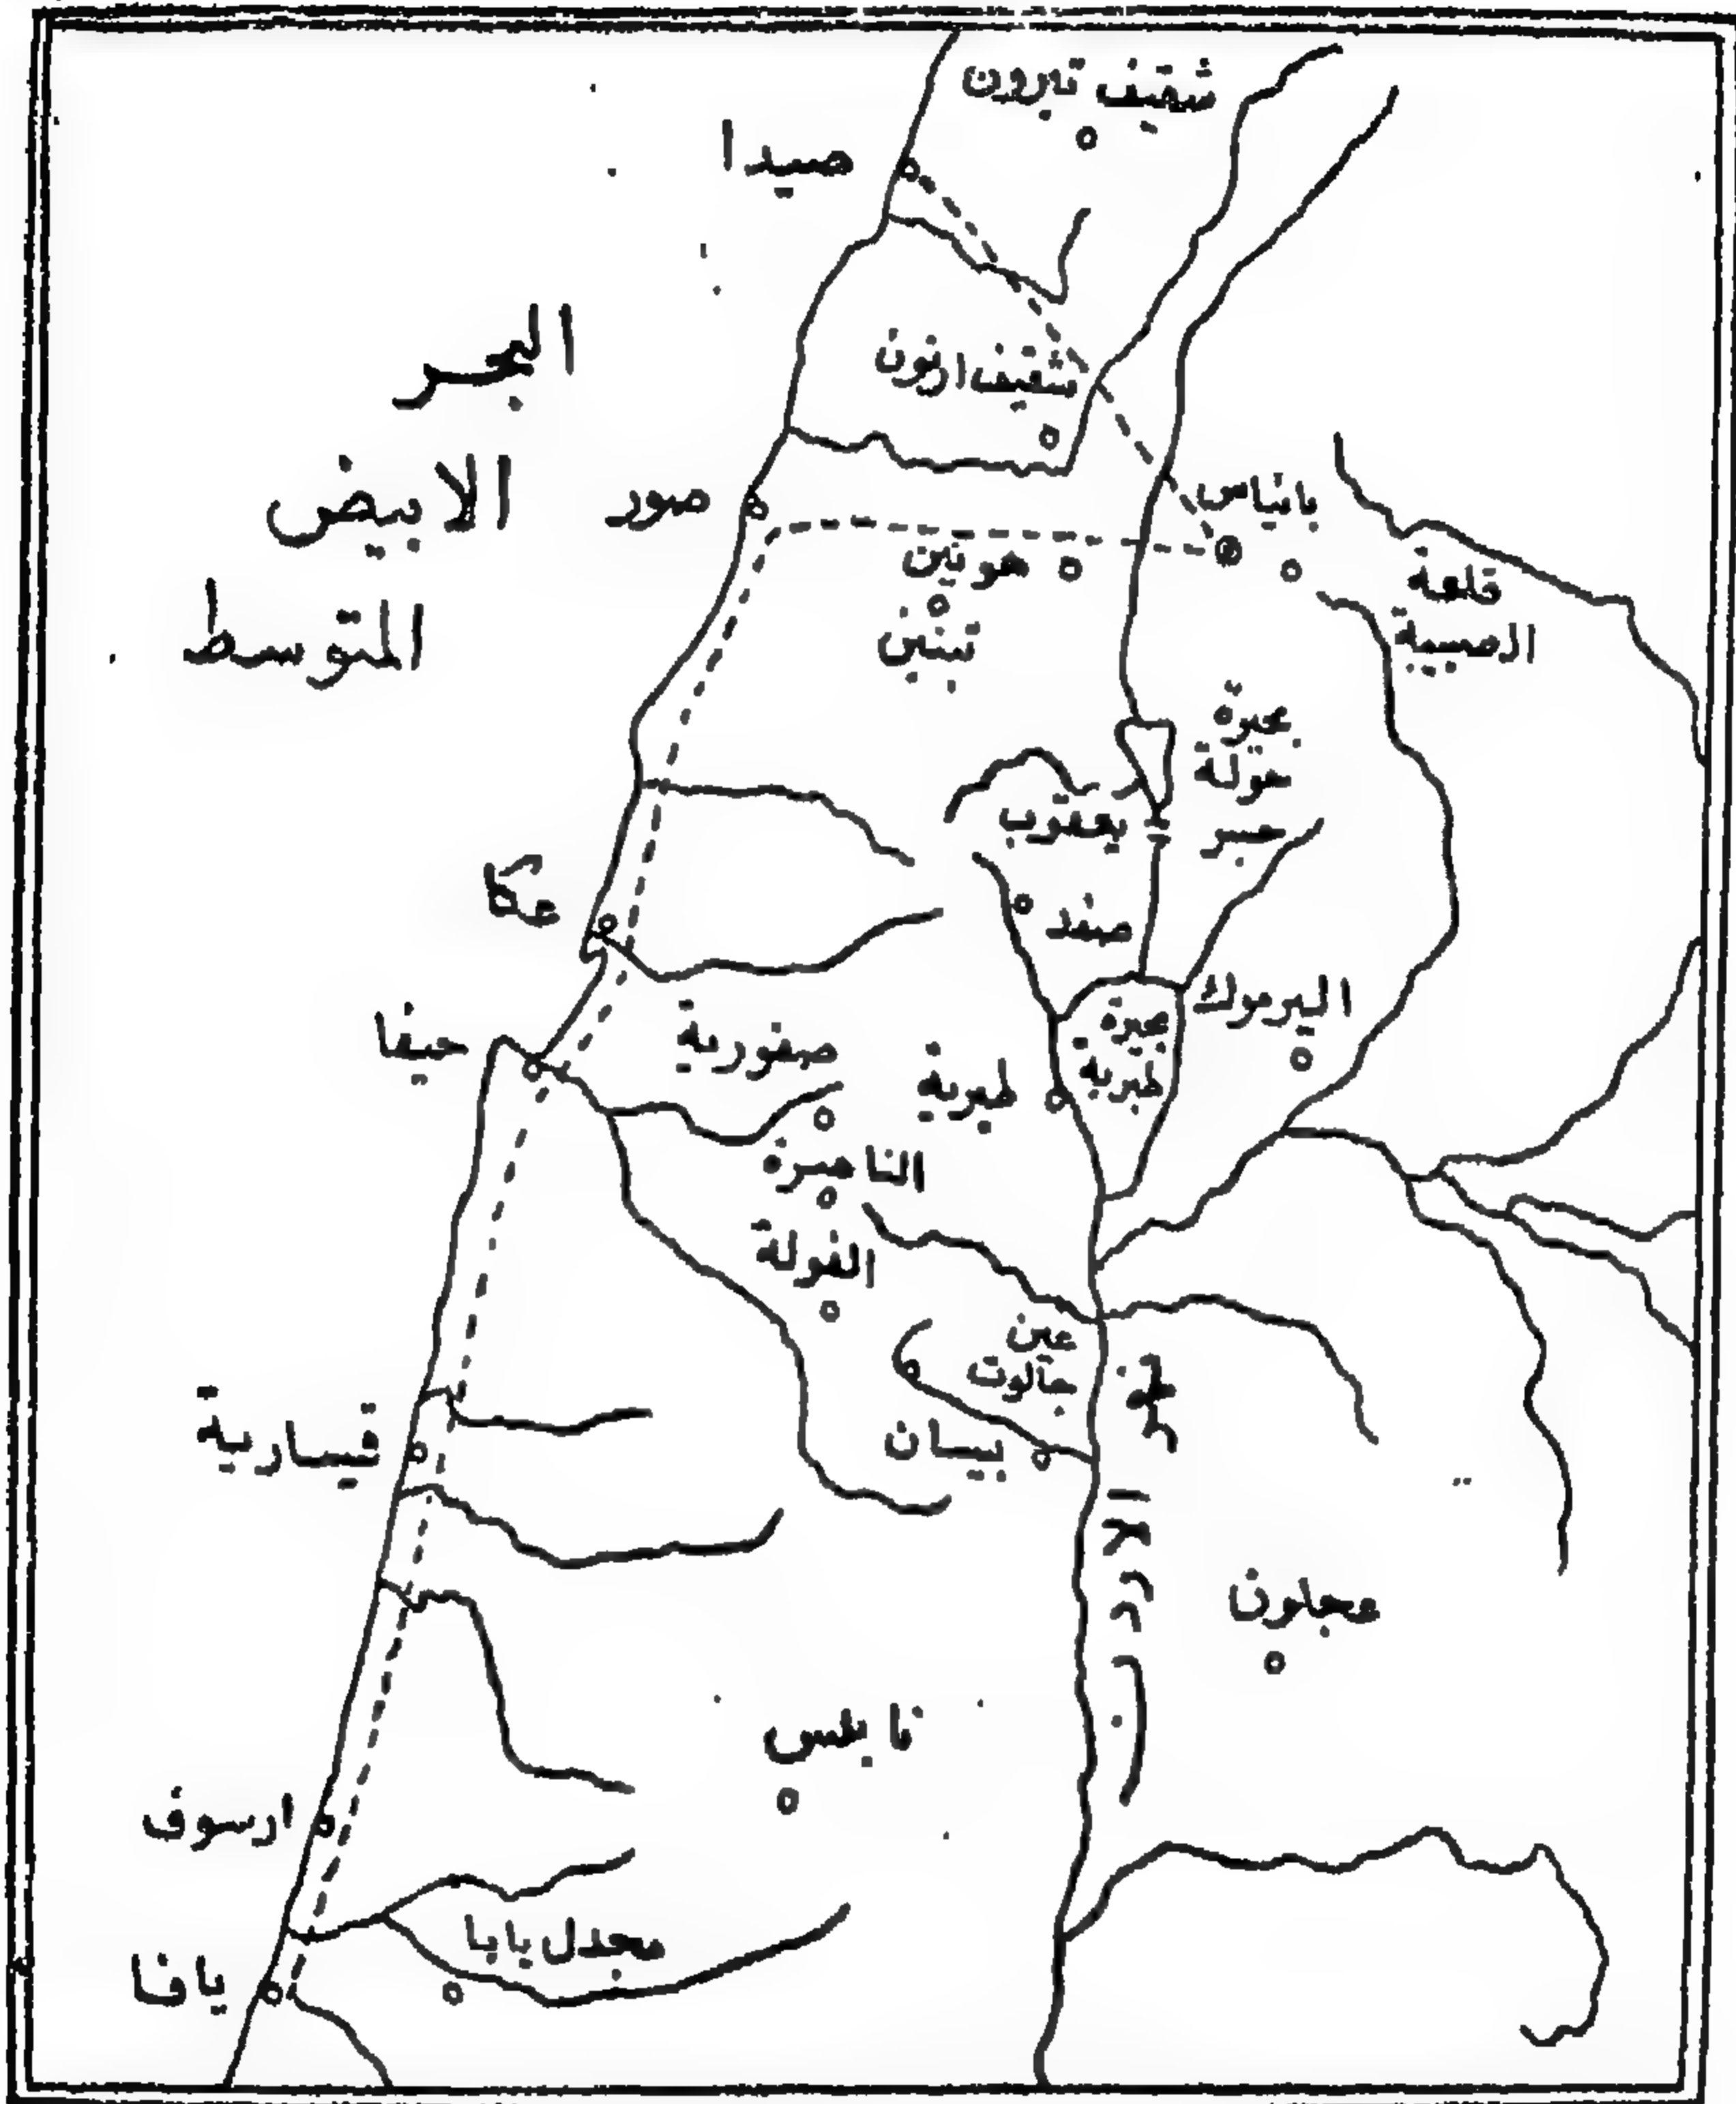 شقيف تيرون
صيدا
البحر
شقيف ارنون
الابيض
صور
بانياس
هونين
قلعة
المتوسط
تبنين
الصبيبة
بحيرة
حولة
جسر
يعقوب
عكا
صفد
اليرموك
حيفا
صفورية
بحيرة
طبرية
طبرية
الناصرة
الفولة
عين
جالوت
قيسارية
بيسان
نهر
الاردن
عجلون
نابلس
ارسوف
مجدل يابا
يافا